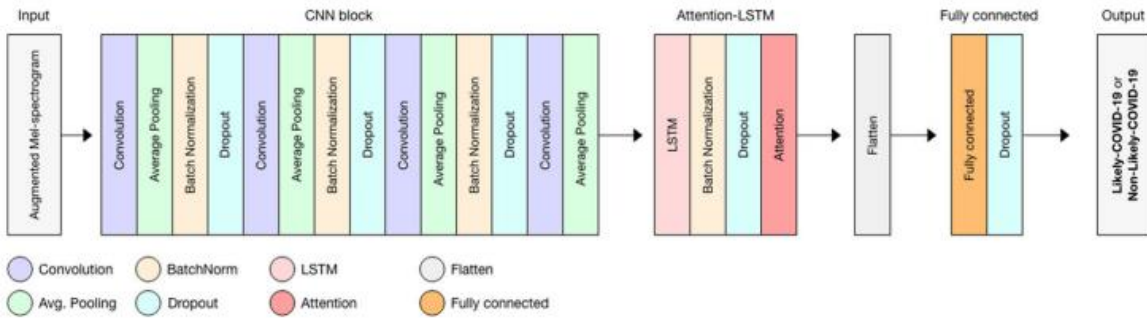 Input
CNN block
Attention-LSTM
Fully connected
Output
Augmented Mel-spectrogram
Convolution
Average Pooling
Batch Normalization
Dropout
Convolution
Average Pooling
Batch Normalization
Dropout
Convolution
Average Pooling
Batch Normalization
Dropout
Convolution
Average Pooling
LSTM
Batch Normalization
Dropout
Attention
Flatten
Fully connected
Dropout
Likely-COVID-19 or
Non-Likely-COVID-19
Convolution
BatchNorm
LSTM
Flatten
Avg. Pooling
Dropout
Attention
Fully connected